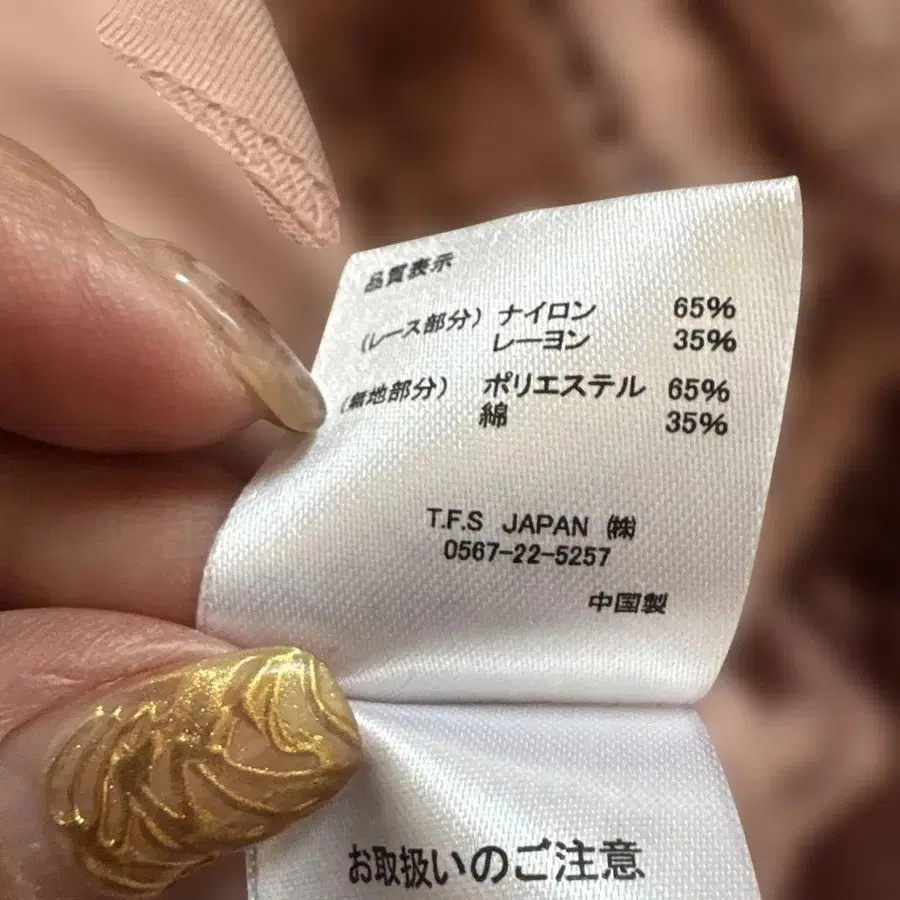 品質表示
(レース部分) ナイロン 65%
レーヨン 35%
(無地部分) ポリエステル 65%
綿 35%
T.F.S JAPAN ㈱
0567-22-5257
中国製
お取扱いのご注意